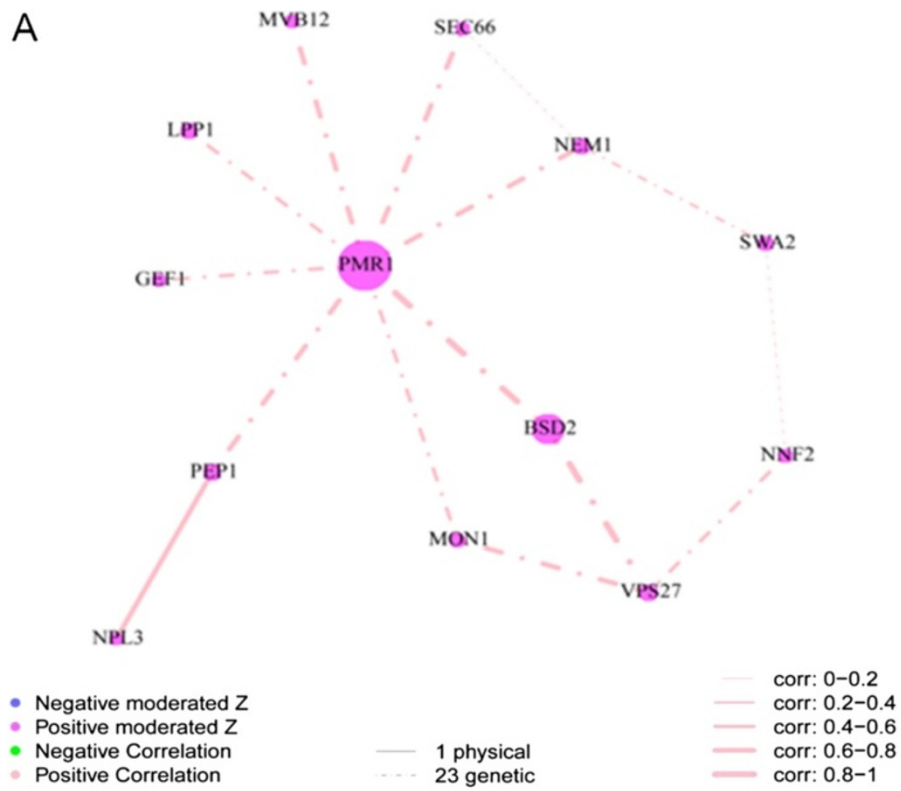 A
MVB12
SEC66
LPP1
NEM1
SWA2
PMR1
GEF1
BSD2
NNF2
PEP1
MON1
VPS27
NPL3
Negative moderated Z
Positive moderated Z
Negative Correlation
Positive Correlation
1 physical
23 genetic
corr: 0−0.2
corr: 0.2−0.4
corr: 0.4−0.6
corr: 0.6−0.8
corr: 0.8−1